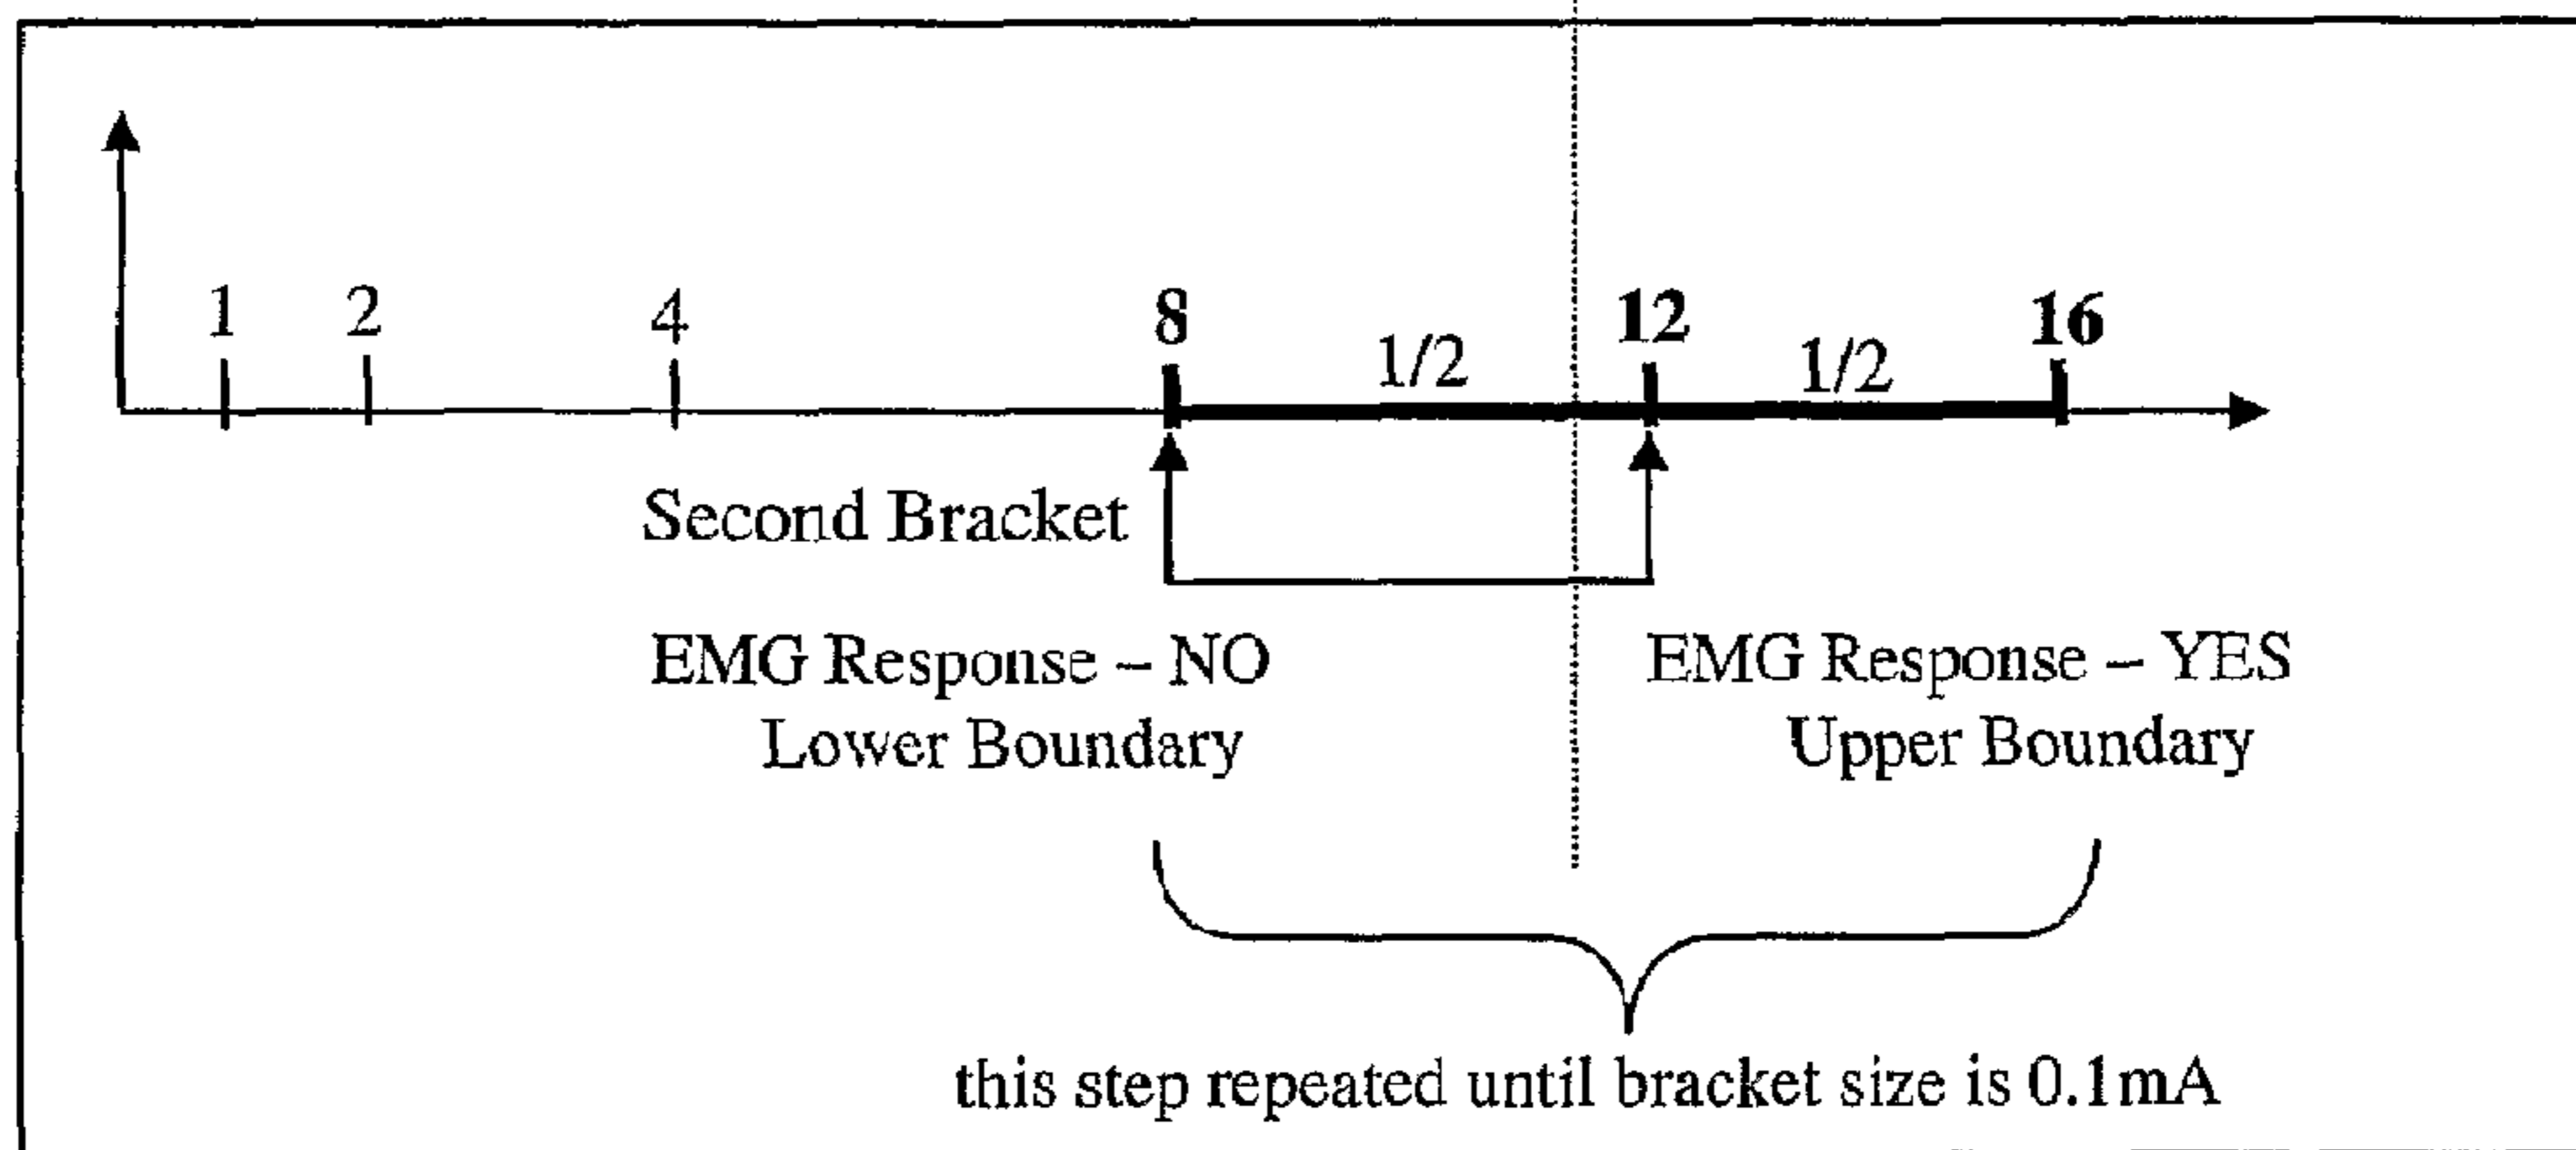 1 2 4 8 12 16
1/2 1/2
Second Bracket
EMG Response – NO
Lower Boundary
EMG Response – YES
Upper Boundary
this step repeated until bracket size is 0.1mA